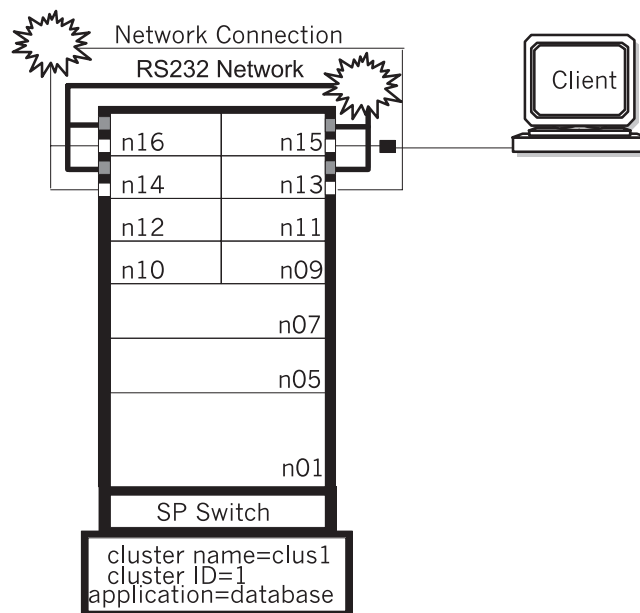 Network Connection
RS232 Network
Client
n16 n15
n14 n13
n12 n11
n10 n09
n07
n05
n01
SP Switch
cluster name=clus1
cluster ID=1
application=database